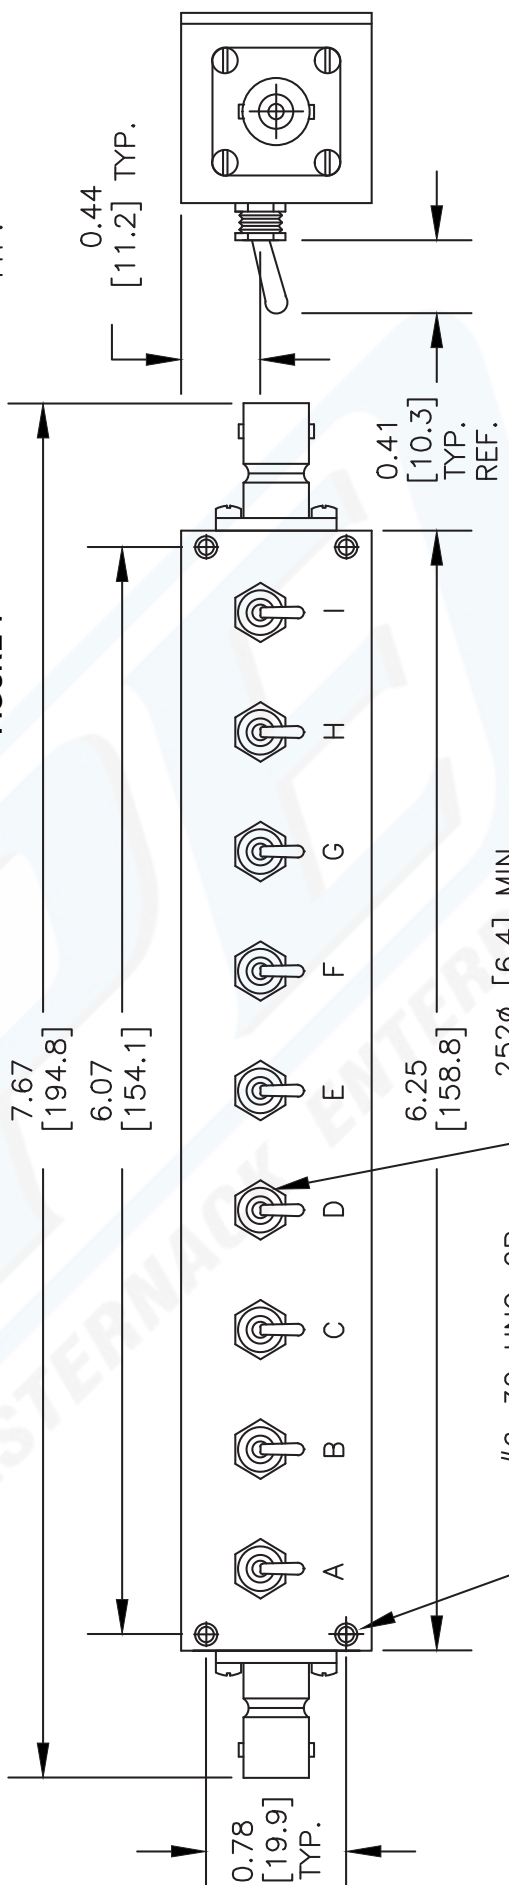 0.44
[11.2] TYP.
0.41
[10.3]
TYP.
REF.
7.67
[194.8]
6.07
[154.1]
A B C D E F G H I
6.25
[158.8]
0.78
[19.9]
TYP.
252ø [6.4] MIN